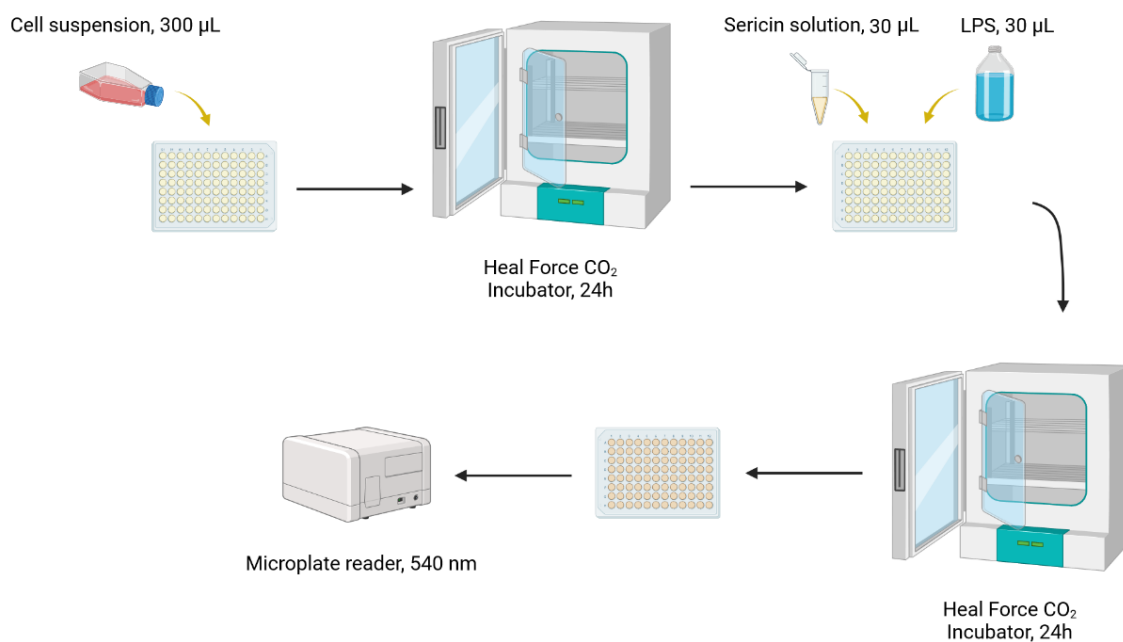 Cell suspension, 300 µL
Sericin solution, 30 µL
LPS, 30 µL
Heal Force CO₂
Incubator, 24h
Microplate reader, 540 nm
Heal Force CO₂
Incubator, 24h